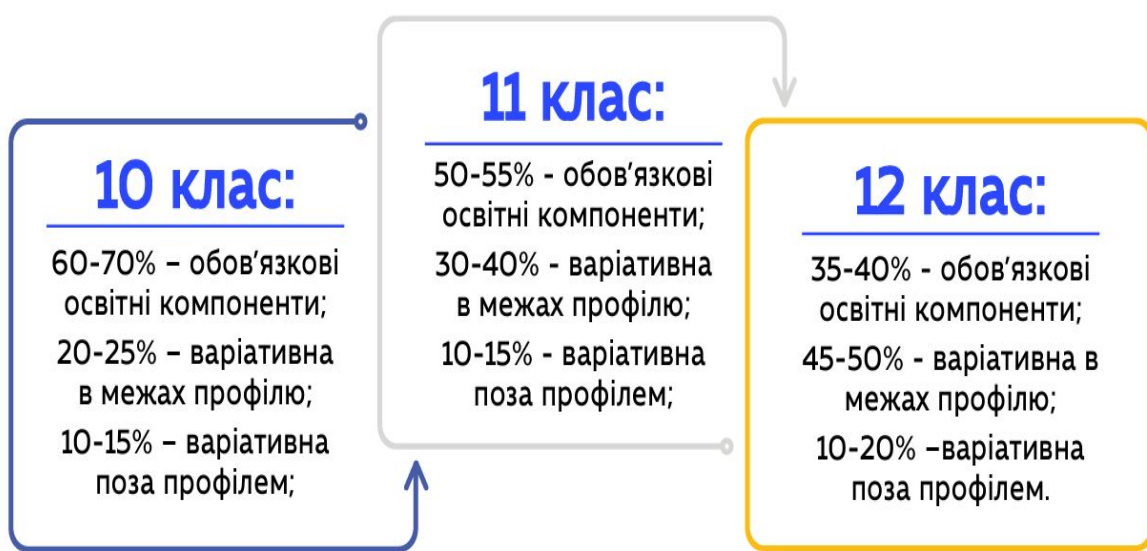 10 клас:
60-70% – обов’язкові
освітні компоненти;
20-25% – варіативна
в межах профілю;
10-15% – варіативна
поза профілем;
11 клас:
50-55% - обов’язкові
освітні компоненти;
30-40% - варіативна
в межах профілю;
10-15% - варіативна
поза профілем;
12 клас:
35-40% - обов’язкові
освітні компоненти;
45-50% - варіативна в
межах профілю;
10-20% –варіативна
поза профілем.